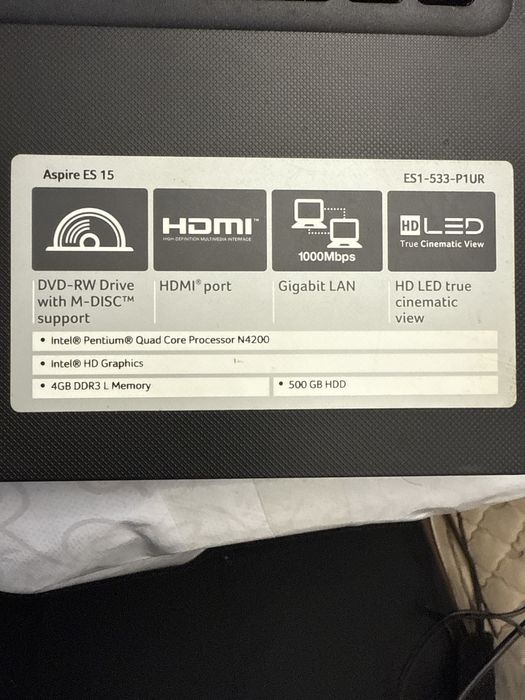 Aspire ES 15
ES1-533-P1UR
HDMI™
HIGH-DEFINITION MULTIMEDIA INTERFACE
1000Mbps
HD LED
True Cinematic View
DVD-RW Drive
with M-DISC™
support
HDMI® port
Gigabit LAN
HD LED true
cinematic
view
• Intel® Pentium® Quad Core Processor N4200
• Intel® HD Graphics
• 4GB DDR3 L Memory
• 500 GB HDD